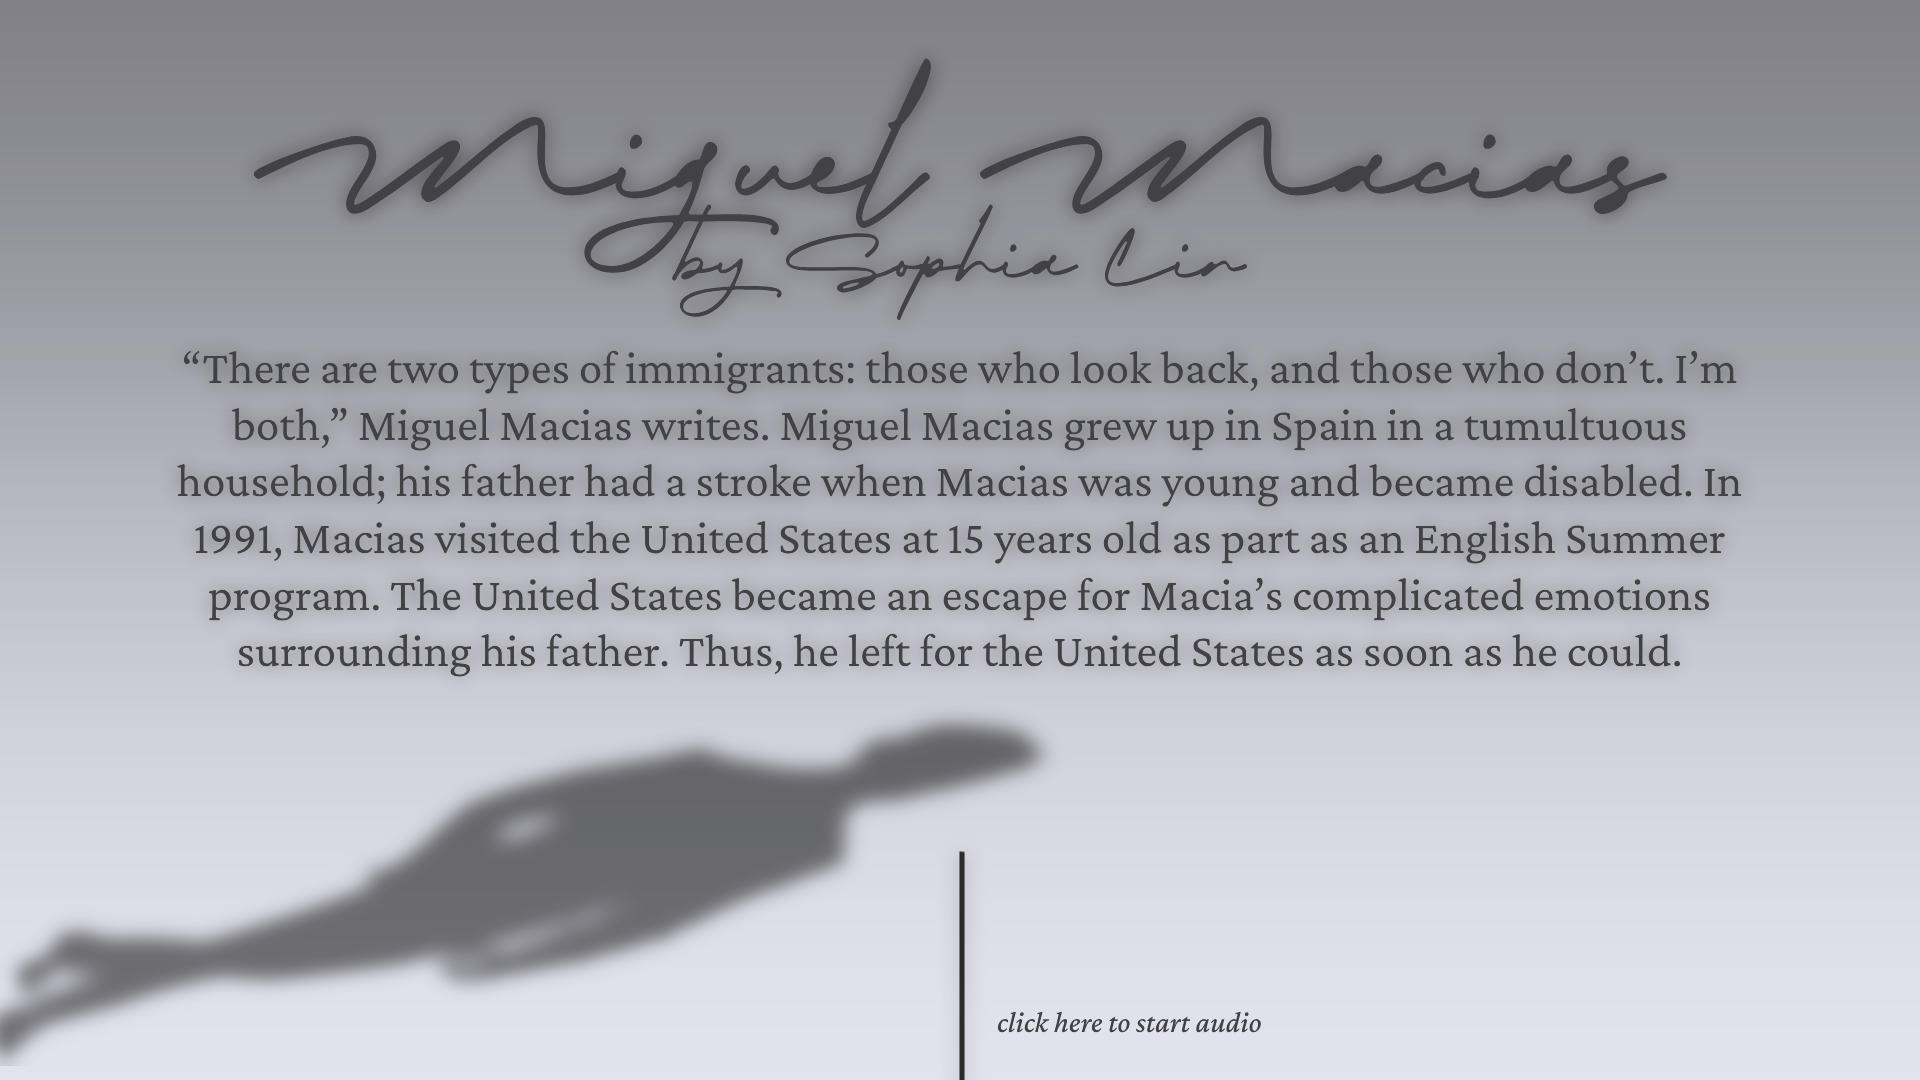 Miguel Macias
by Sophia Lin
“There are two types of immigrants: those who look back, and those who don’t. I’m
both,” Miguel Macias writes. Miguel Macias grew up in Spain in a tumultuous
household; his father had a stroke when Macias was young and became disabled. In
1991, Macias visited the United States at 15 years old as part as an English Summer
program. The United States became an escape for Macia’s complicated emotions
surrounding his father. Thus, he left for the United States as soon as he could.
click here to start audio